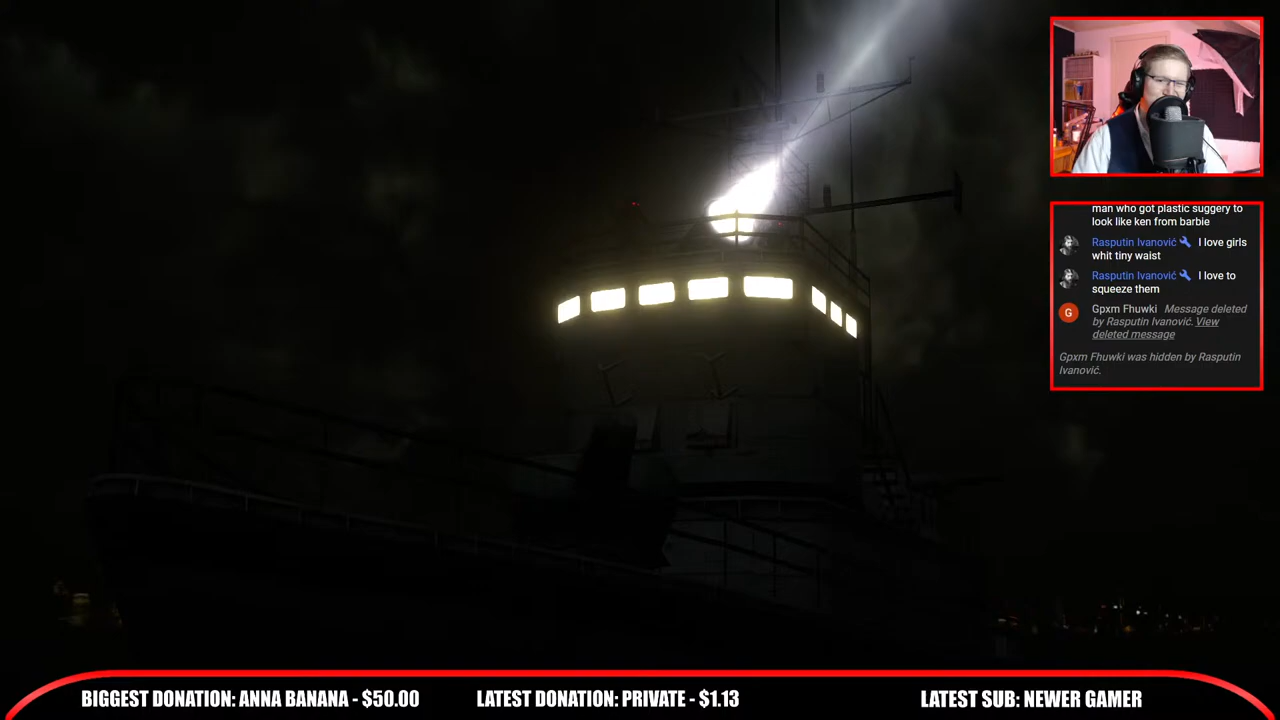 man who got plastic suggery to
look like ken from barbie
Rasputin Ivanović I love girls
whit tiny waist
Rasputin Ivanović I love to
squeeze them
G Gpxm Fhuwki Message deleted
by Rasputin Ivanović. View
deleted message
Gpxm Fhuwki was hidden by Rasputin
Ivanović.
BIGGEST DONATION: ANNA BANANA - $50.00 LATEST DONATION: PRIVATE - $1.13 LATEST SUB: NEWER GAMER